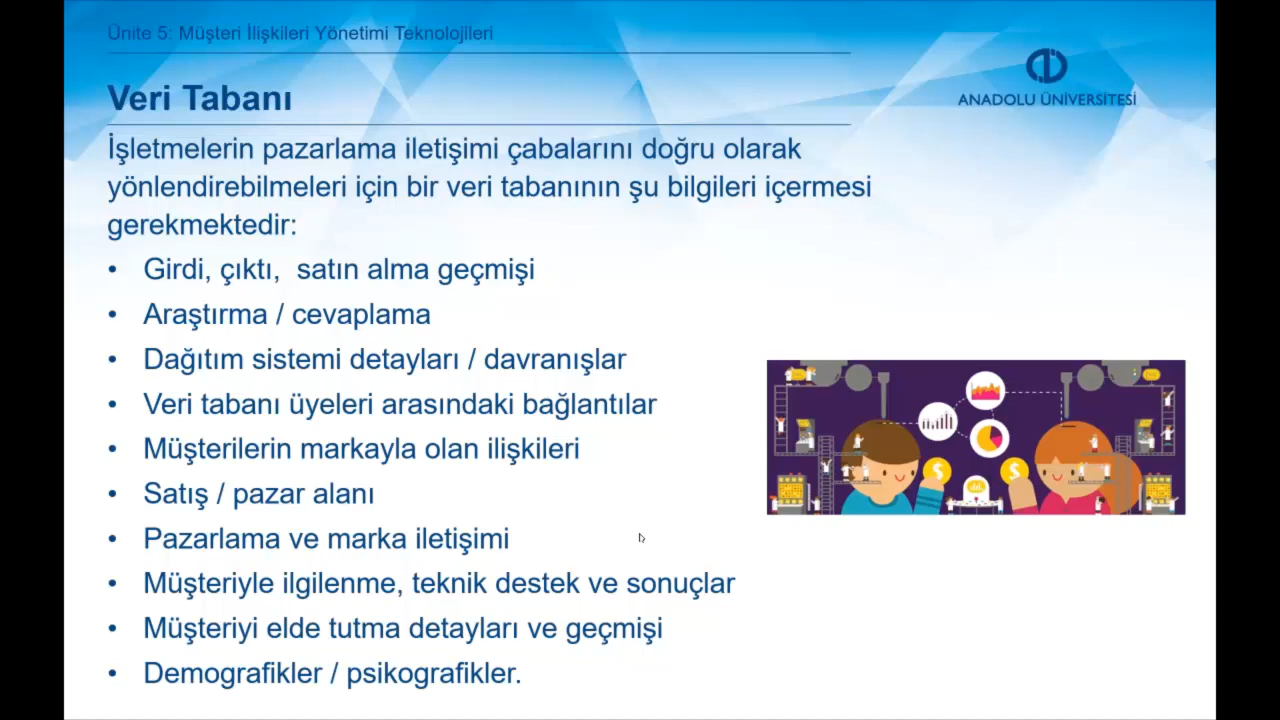 Ünite 5: Müşteri İlişkileri Yönetimi Teknolojileri
ANADOLU ÜNİVERSİTESİ
Veri Tabanı
İşletmelerin pazarlama iletişimi çabalarını doğru olarak
yönlendirebilmeleri için bir veri tabanının şu bilgileri içermesi
gerekmektedir:
• Girdi, çıktı,  satın alma geçmişi
• Araştırma / cevaplama
• Dağıtım sistemi detayları / davranışlar
• Veri tabanı üyeleri arasındaki bağlantılar
• Müşterilerin markayla olan ilişkileri
• Satış / pazar alanı
• Pazarlama ve marka iletişimi
• Müşteriyle ilgilenme, teknik destek ve sonuçlar
• Müşteriyi elde tutma detayları ve geçmişi
• Demografikler / psikografikler.